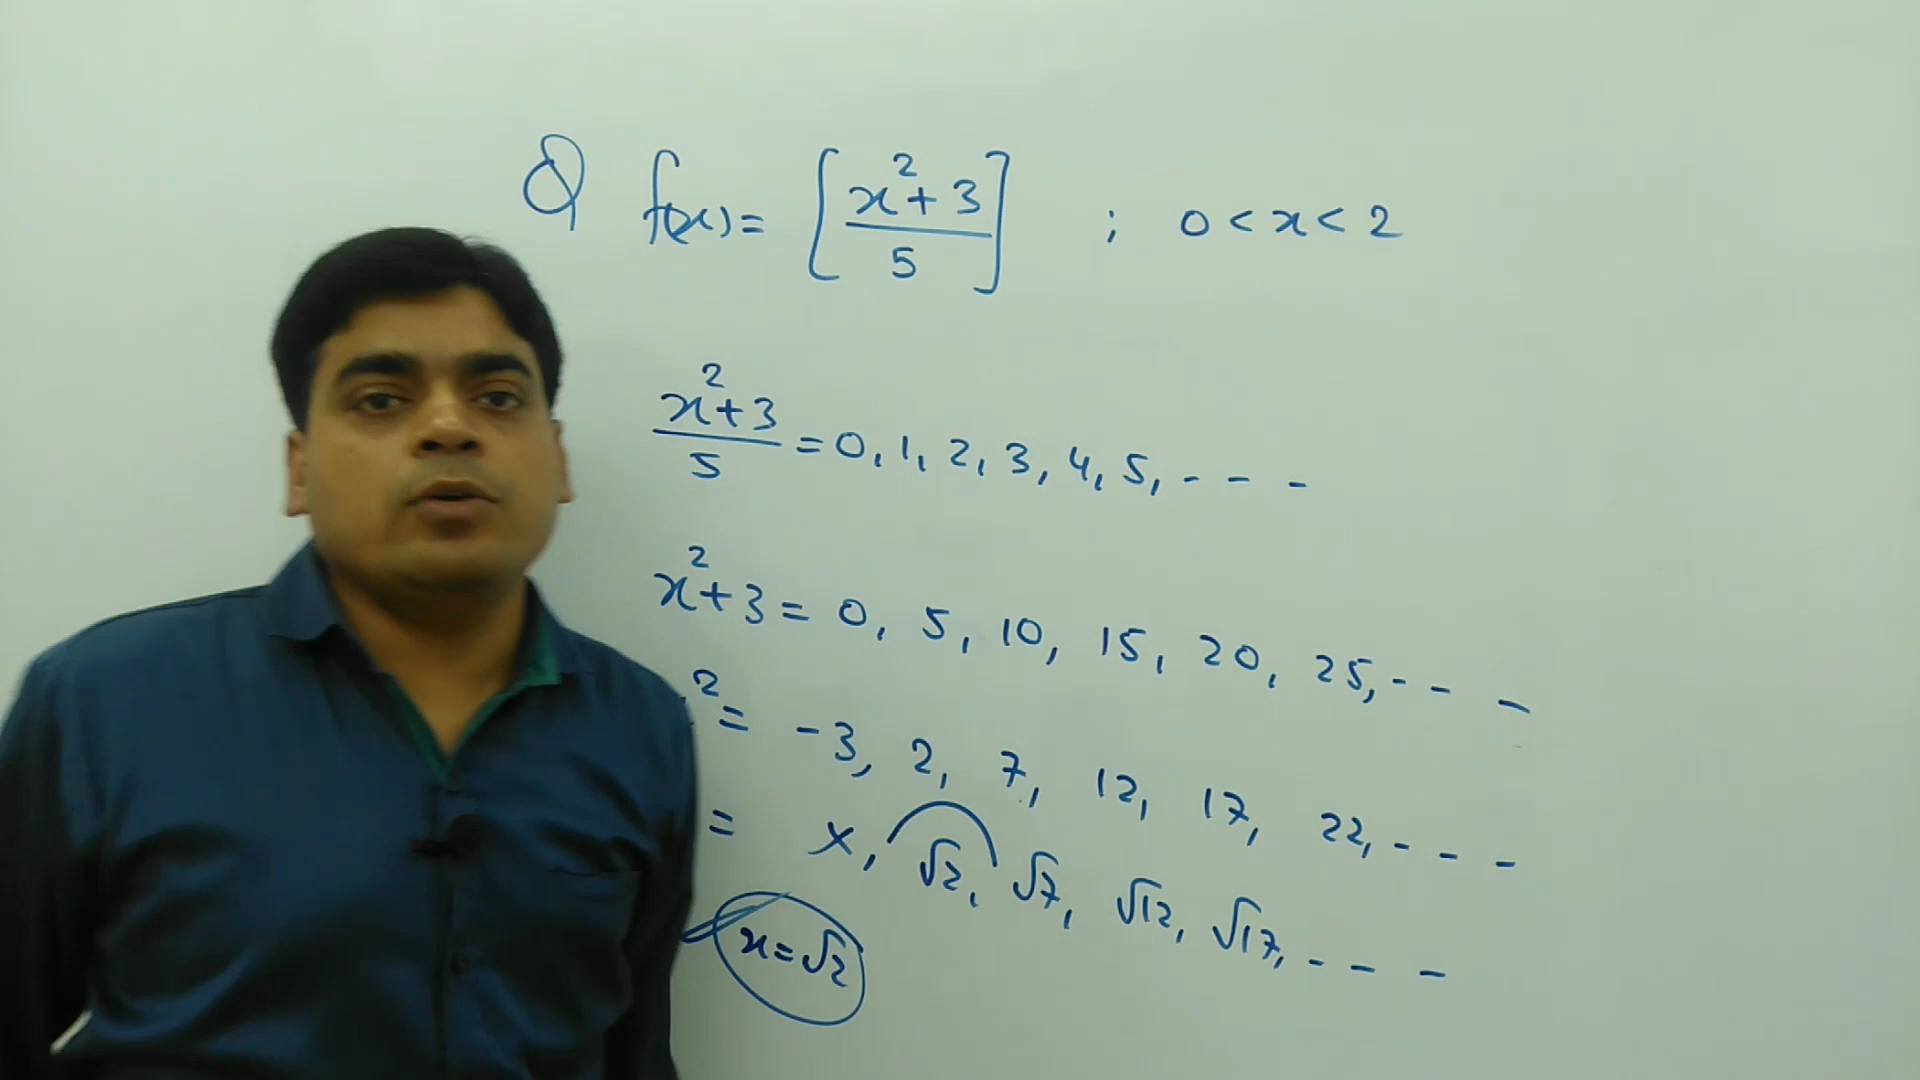 Q f(x) = [x²+3 / 5] ; 0 < x < 2
x²+3 / 5 = 0, 1, 2, 3, 4, 5, - - -
x²+3 = 0, 5, 10, 15, 20, 25, - - -
² = -3, 2, 7, 12, 17, 22, - - -
= x, √2, √7, √12, √17, - - -
x = √2